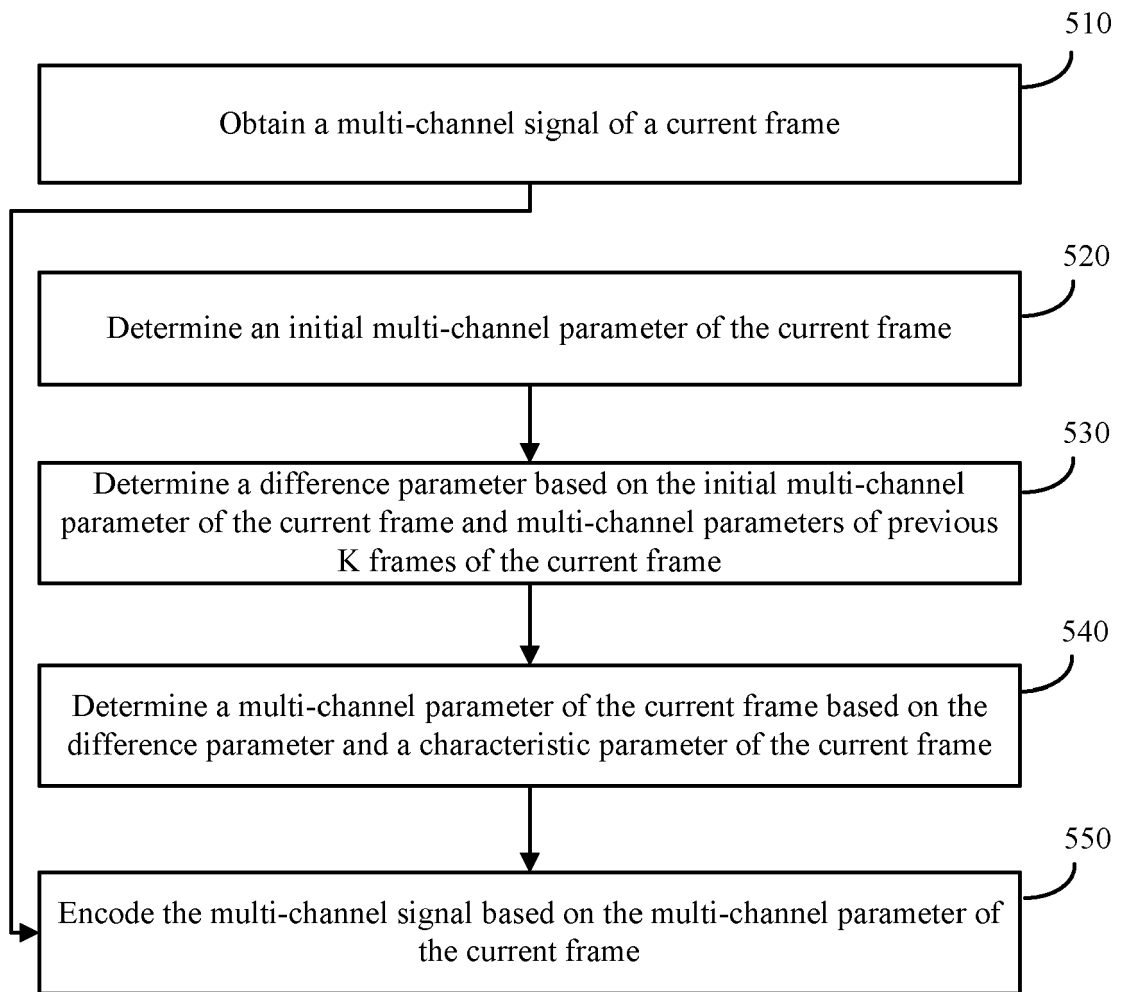 510
Obtain a multi-channel signal of a current frame
520
Determine an initial multi-channel parameter of the current frame
530
Determine a difference parameter based on the initial multi-channel
parameter of the current frame and multi-channel parameters of previous
K frames of the current frame
540
Determine a multi-channel parameter of the current frame based on the
difference parameter and a characteristic parameter of the current frame
550
Encode the multi-channel signal based on the multi-channel parameter of
the current frame